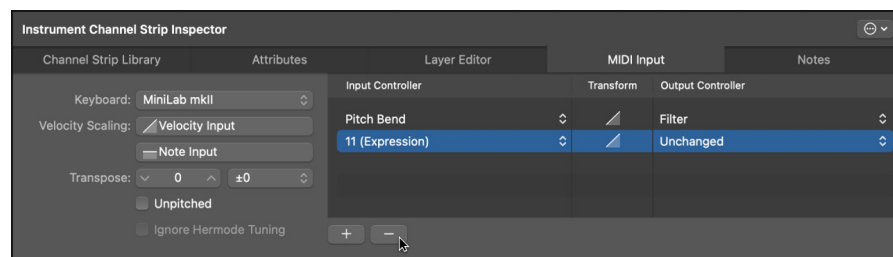 Instrument Channel Strip Inspector
Channel Strip Library Attributes Layer Editor MIDI Input Notes
Input Controller Transform Output Controller
Keyboard: MiniLab mkII
Pitch Bend Filter
Velocity Scaling: Velocity Input
11 (Expression) Unchanged
Note Input
Transpose: 0 ±0
Unpitched
Ignore Hermode Tuning
+ −